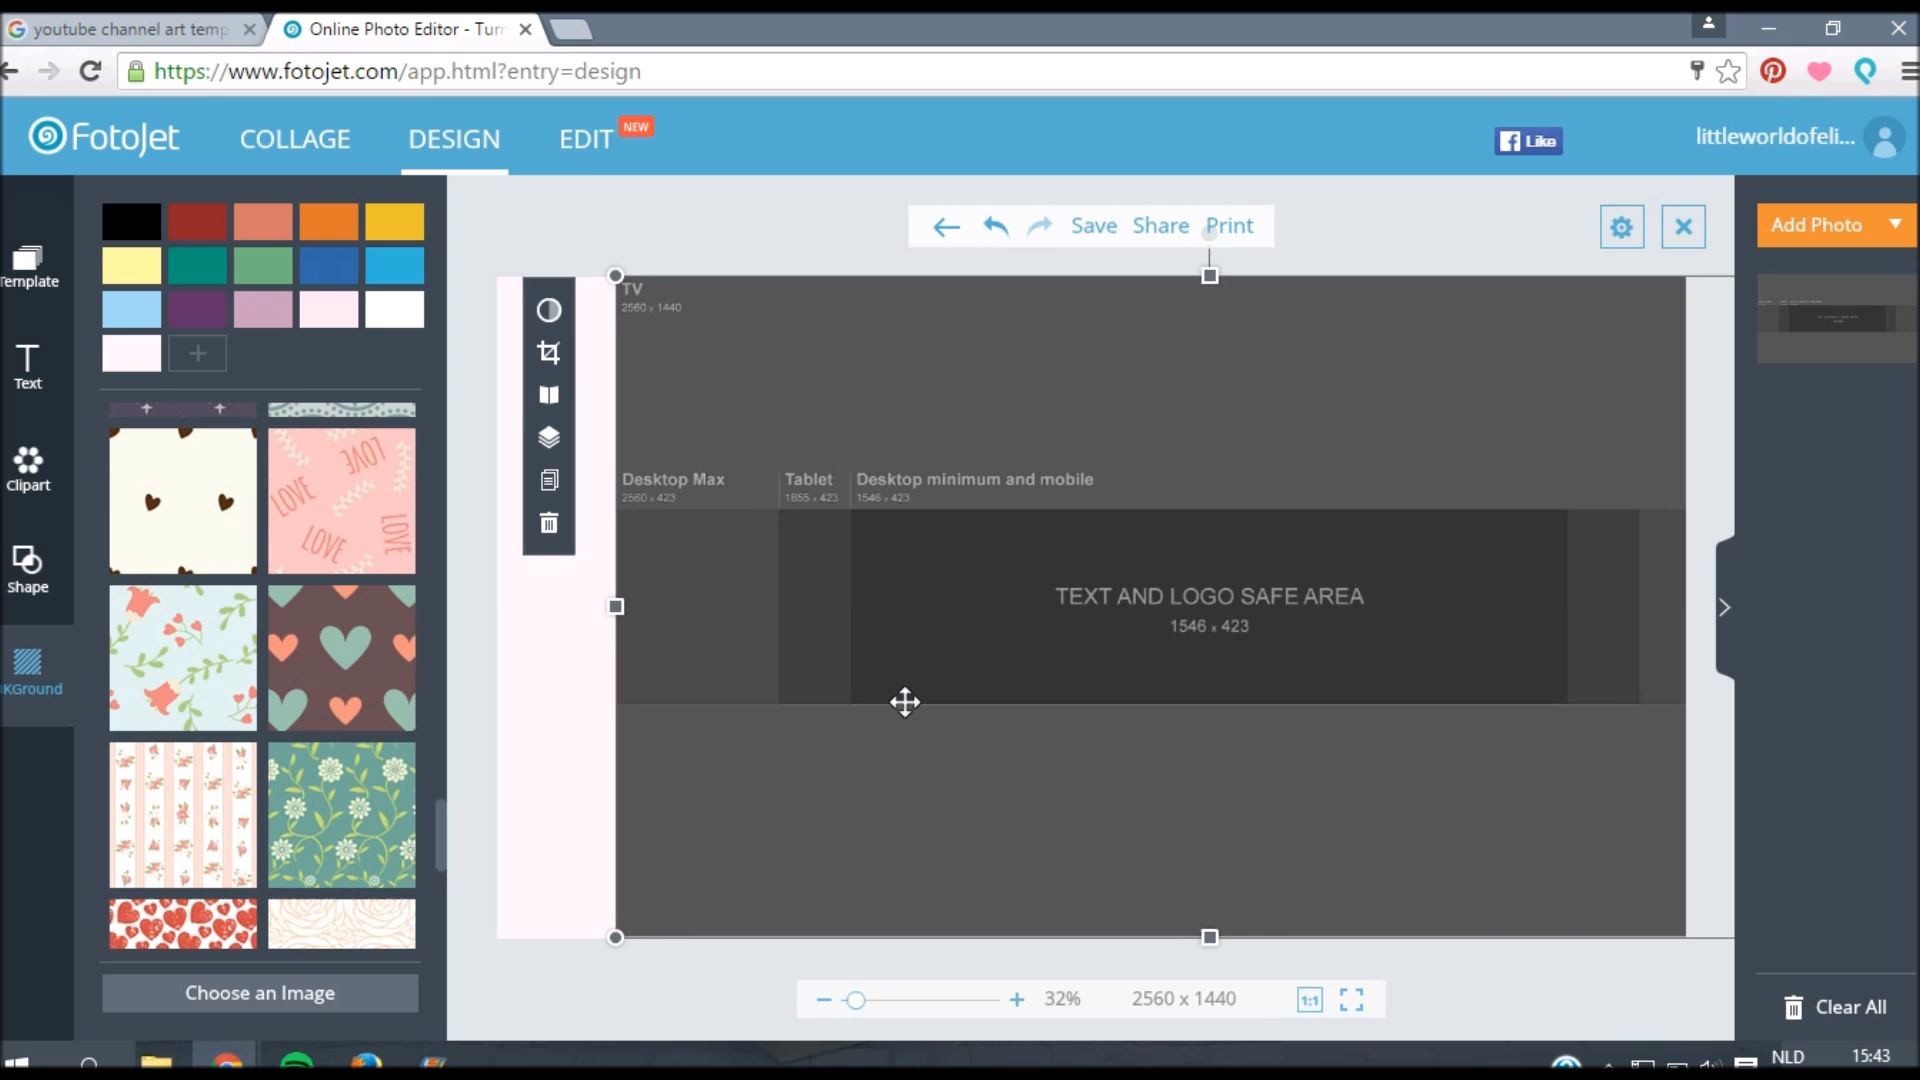 youtube channel art temp
Online Photo Editor - Turn
https://www.fotojet.com/app.html?entry=design
FotoJet
COLLAGE
DESIGN
EDIT
NEW
Like
littleworldofeli...
Template
Text
Clipart
Shape
KGround
LOVE
LOVE
LOVE
LOVE
Choose an Image
Save
Share
Print
TV
2560 x 1440
Desktop Max
2560 x 423
Tablet
1855 x 423
Desktop minimum and mobile
1546 x 423
TEXT AND LOGO SAFE AREA
1546 x 423
32%
2560 x 1440
1:1
Add Photo
Clear All
NLD
15:43